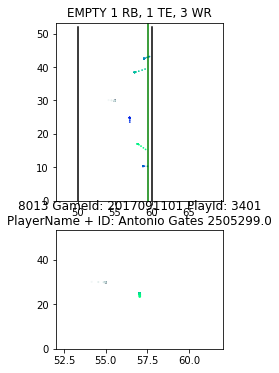 EMPTY 1 RB, 1 TE, 3 WR
50
40
30
20
10
0
50 55 60 65
8013 GameId: 2017091101 PlayId: 3401
PlayerName + ID: Antonio Gates 2505299.0
40
20
0
52.5 55.0 57.5 60.0